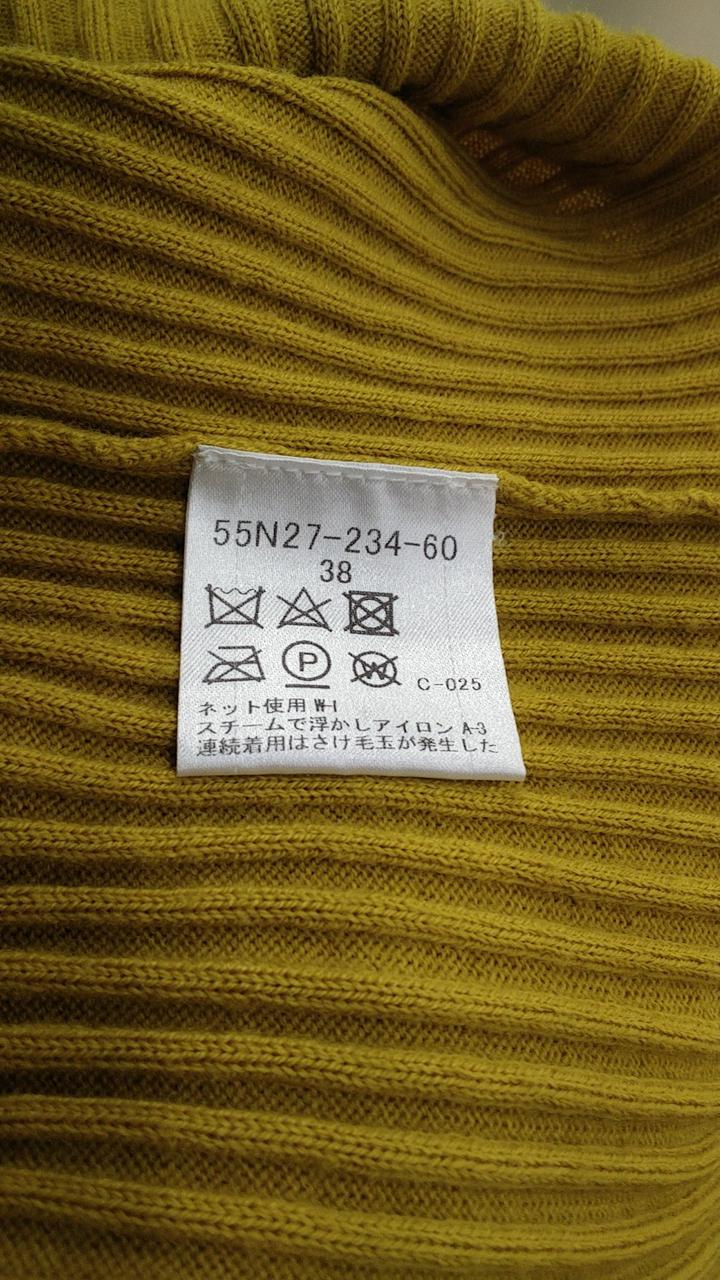 55N27-234-60
38
P
W
C-025
ネット使用 W-1
スチームで浮かしアイロン A-3
連続着用はさけ毛玉が発生した